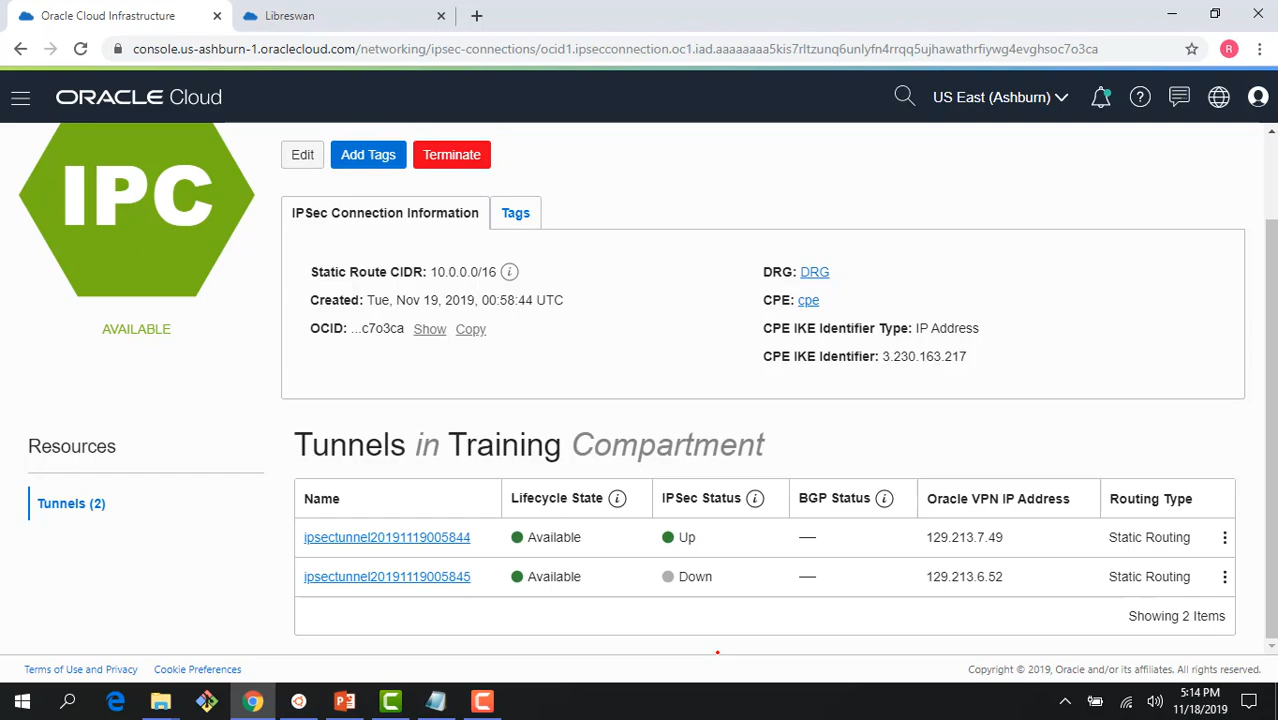 Oracle Cloud Infrastructure
Libreswan
console.us-ashburn-1.oraclecloud.com/networking/ipsec-connections/ocid1.ipsecconnection.oc1.iad.aaaaaaaa5kis7rltzunq6unlyfn4rrqq5ujhawathrfiywg4evghsoc7o3ca
R
ORACLE Cloud
US East (Ashburn)
IPC
AVAILABLE
Edit Add Tags Terminate
IPSec Connection Information Tags
Static Route CIDR: 10.0.0.0/16
Created: Tue, Nov 19, 2019, 00:58:44 UTC
OCID: ...c7o3ca Show Copy
DRG: DRG
CPE: cpe
CPE IKE Identifier Type: IP Address
CPE IKE Identifier: 3.230.163.217
Resources
Tunnels (2)
Tunnels in Training Compartment
Name Lifecycle State IPSec Status BGP Status Oracle VPN IP Address Routing Type
ipsectunnel20191119005844 Available Up — 129.213.7.49 Static Routing
ipsectunnel20191119005845 Available Down — 129.213.6.52 Static Routing
Showing 2 Items
Terms of Use and Privacy Cookie Preferences
Copyright © 2019, Oracle and/or its affiliates. All rights reserved.
5:14 PM
11/18/2019